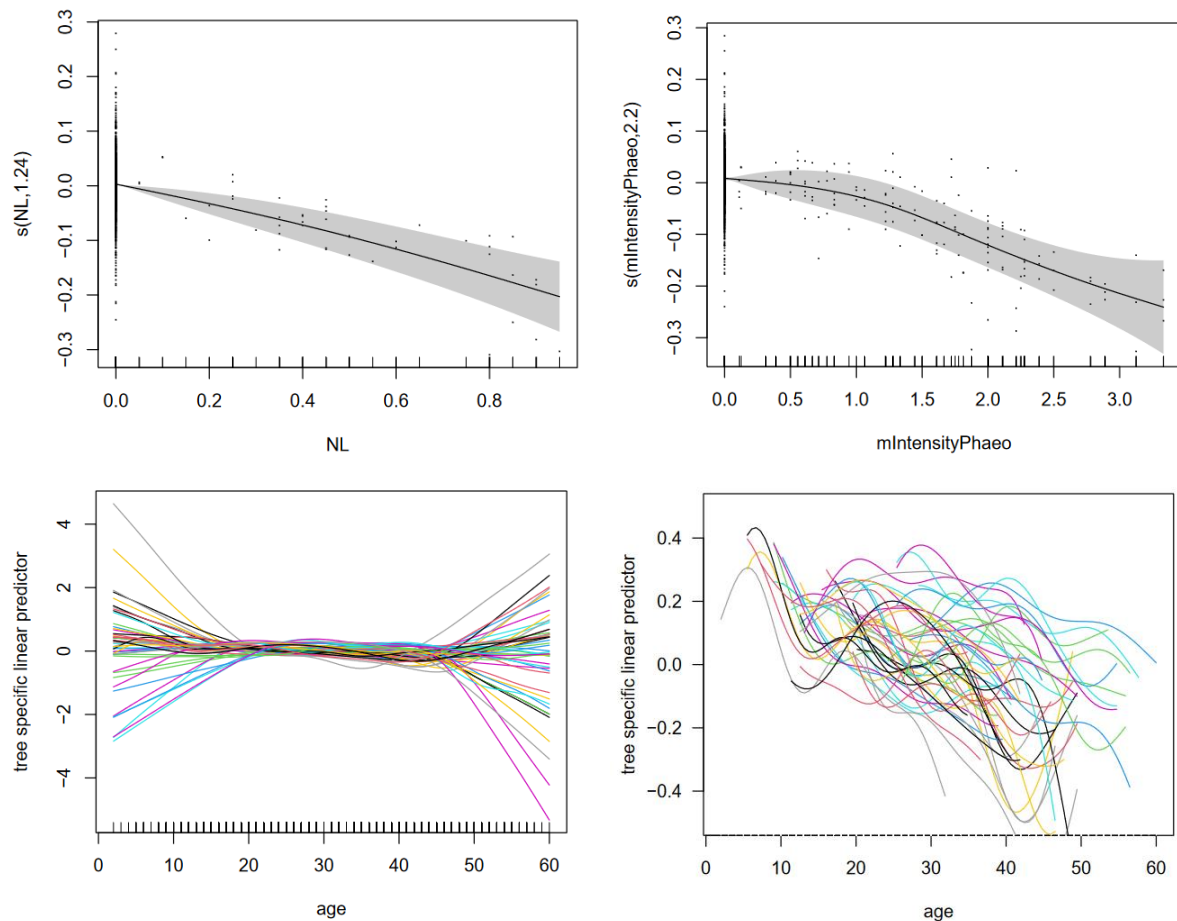 0.3
0.2
0.1
0.0
−0.1
−0.2
−0.3
s(NL,1.24)
0.0 0.2 0.4 0.6 0.8
NL
0.3
0.2
0.1
0.0
−0.1
−0.2
−0.3
s(mIntensityPhaeo,2.2)
0.0 0.5 1.0 1.5 2.0 2.5 3.0
mIntensityPhaeo
4
2
0
−2
−4
tree specific linear predictor
0 10 20 30 40 50 60
age
0.4
0.2
0.0
−0.2
−0.4
tree specific linear predictor
0 10 20 30 40 50 60
age